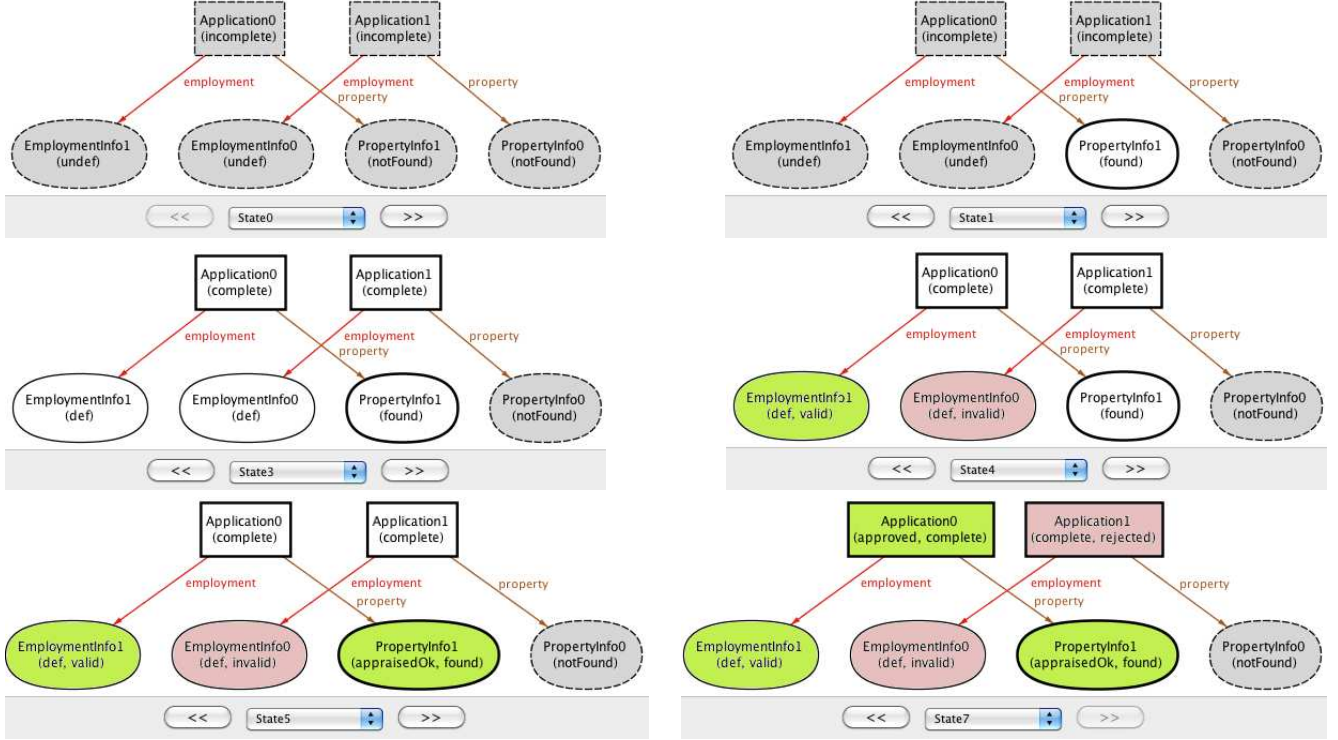 Application0
(incomplete)
Application1
(incomplete)
employment
employment
property
property
EmploymentInfo1
(undef)
EmploymentInfo0
(undef)
PropertyInfo1
(notFound)
PropertyInfo0
(notFound)
<<
State0
>>
Application0
(incomplete)
Application1
(incomplete)
employment
employment
property
property
EmploymentInfo1
(undef)
EmploymentInfo0
(undef)
PropertyInfo1
(found)
PropertyInfo0
(notFound)
<<
State1
>>
Application0
(complete)
Application1
(complete)
employment
employment
property
property
EmploymentInfo1
(def)
EmploymentInfo0
(def)
PropertyInfo1
(found)
PropertyInfo0
(notFound)
<<
State3
>>
Application0
(complete)
Application1
(complete)
employment
employment
property
property
EmploymentInfo1
(def, valid)
EmploymentInfo0
(def, invalid)
PropertyInfo1
(found)
PropertyInfo0
(notFound)
<<
State4
>>
Application0
(complete)
Application1
(complete)
employment
employment
property
property
EmploymentInfo1
(def, valid)
EmploymentInfo0
(def, invalid)
PropertyInfo1
(appraisedOk, found)
PropertyInfo0
(notFound)
<<
State5
>>
Application0
(approved, complete)
Application1
(complete, rejected)
employment
employment
property
property
EmploymentInfo1
(def, valid)
EmploymentInfo0
(def, invalid)
PropertyInfo1
(appraisedOk, found)
PropertyInfo0
(notFound)
<<
State7
>>